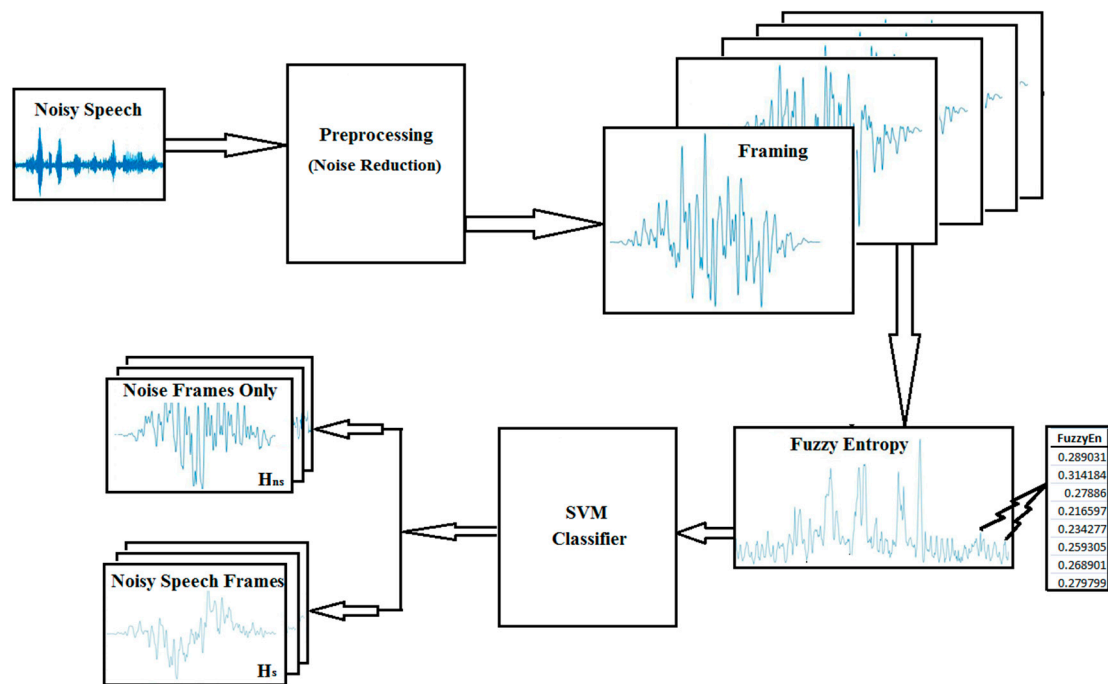 Noisy Speech
Preprocessing
(Noise Reduction)
Framing
Noise Frames Only
Hns
Noisy Speech Frames
Hs
SVM
Classifier
Fuzzy Entropy
FuzzyEn
0.289031
0.314184
0.27886
0.216597
0.234277
0.259305
0.268901
0.279799